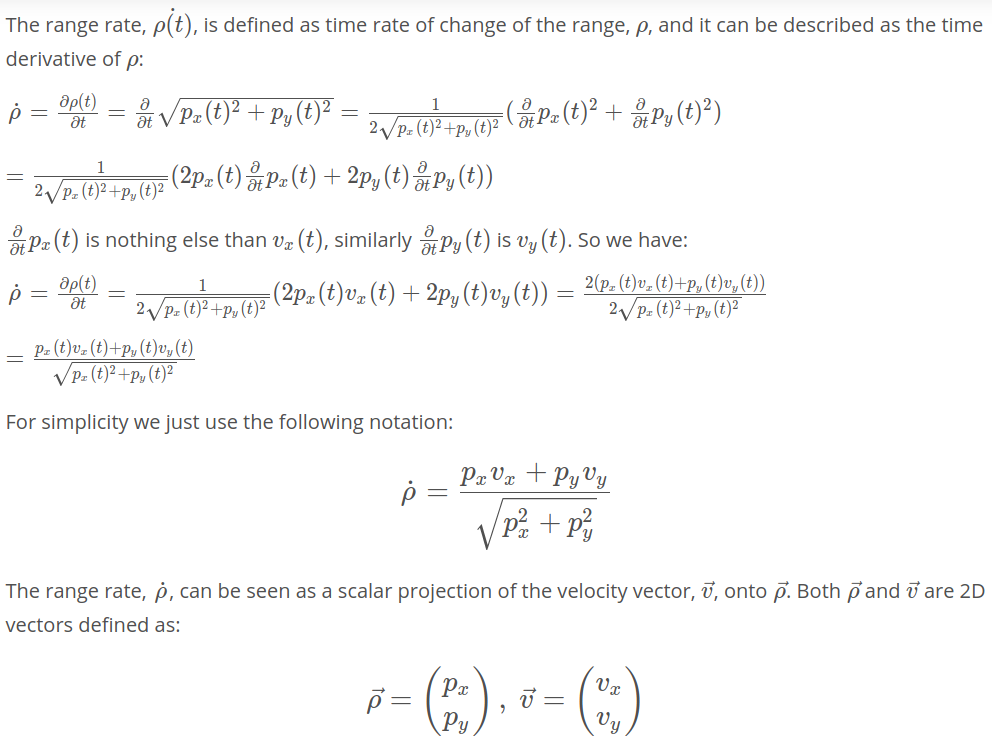 The range rate, $\dot{\rho(t)}$, is defined as time rate of change of the range, $\rho$, and it can be described as the time
derivative of $\rho$:
$\dot{\rho} = \frac{\partial \rho(t)}{\partial t} = \frac{\partial}{\partial t}\sqrt{p_x(t)^2 + p_y(t)^2} = \frac{1}{2\sqrt{p_x(t)^2+p_y(t)^2}}(\frac{\partial}{\partial t}p_x(t)^2 + \frac{\partial}{\partial t}p_y(t)^2)$
$= \frac{1}{2\sqrt{p_x(t)^2+p_y(t)^2}}(2p_x(t)\frac{\partial}{\partial t}p_x(t) + 2p_y(t)\frac{\partial}{\partial t}p_y(t))$
$\frac{\partial}{\partial t}p_x(t)$ is nothing else than $v_x(t)$, similarly $\frac{\partial}{\partial t}p_y(t)$ is $v_y(t)$. So we have:
$\dot{\rho} = \frac{\partial \rho(t)}{\partial t} = \frac{1}{2\sqrt{p_x(t)^2+p_y(t)^2}}(2p_x(t)v_x(t) + 2p_y(t)v_y(t)) = \frac{2(p_x(t)v_x(t)+p_y(t)v_y(t))}{2\sqrt{p_x(t)^2+p_y(t)^2}}$
$= \frac{p_x(t)v_x(t)+p_y(t)v_y(t)}{\sqrt{p_x(t)^2+p_y(t)^2}}$
For simplicity we just use the following notation:
$\dot{\rho} = \frac{p_x v_x + p_y v_y}{\sqrt{p_x^2 + p_y^2}}$
The range rate, $\dot{\rho}$, can be seen as a scalar projection of the velocity vector, $\vec{v}$, onto $\vec{\rho}$. Both $\vec{\rho}$ and $\vec{v}$ are 2D
vectors defined as:
$\vec{\rho} = \begin{pmatrix} p_x \\ p_y \end{pmatrix}, \vec{v} = \begin{pmatrix} v_x \\ v_y \end{pmatrix}$